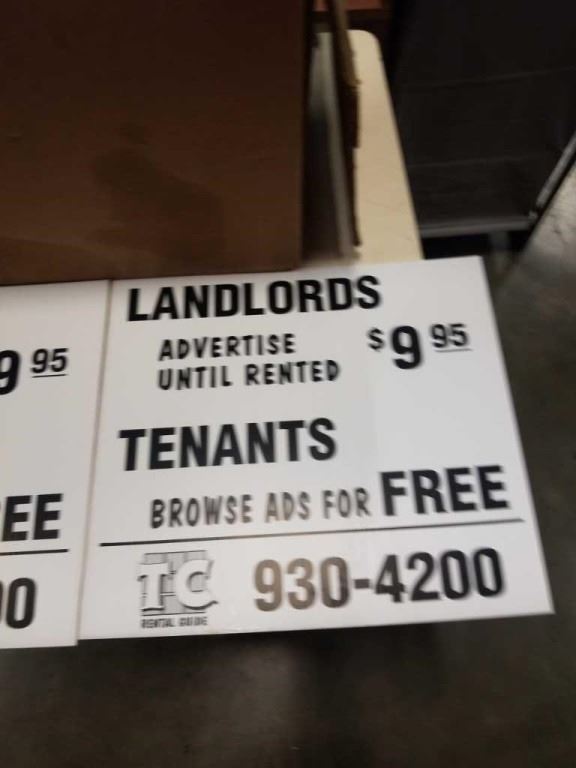 LANDLORDS
ADVERTISE
UNTIL RENTED
$9 95
TENANTS
BROWSE ADS FOR FREE
TC
RENTAL GUIDE
930-4200
9 95
EE
00